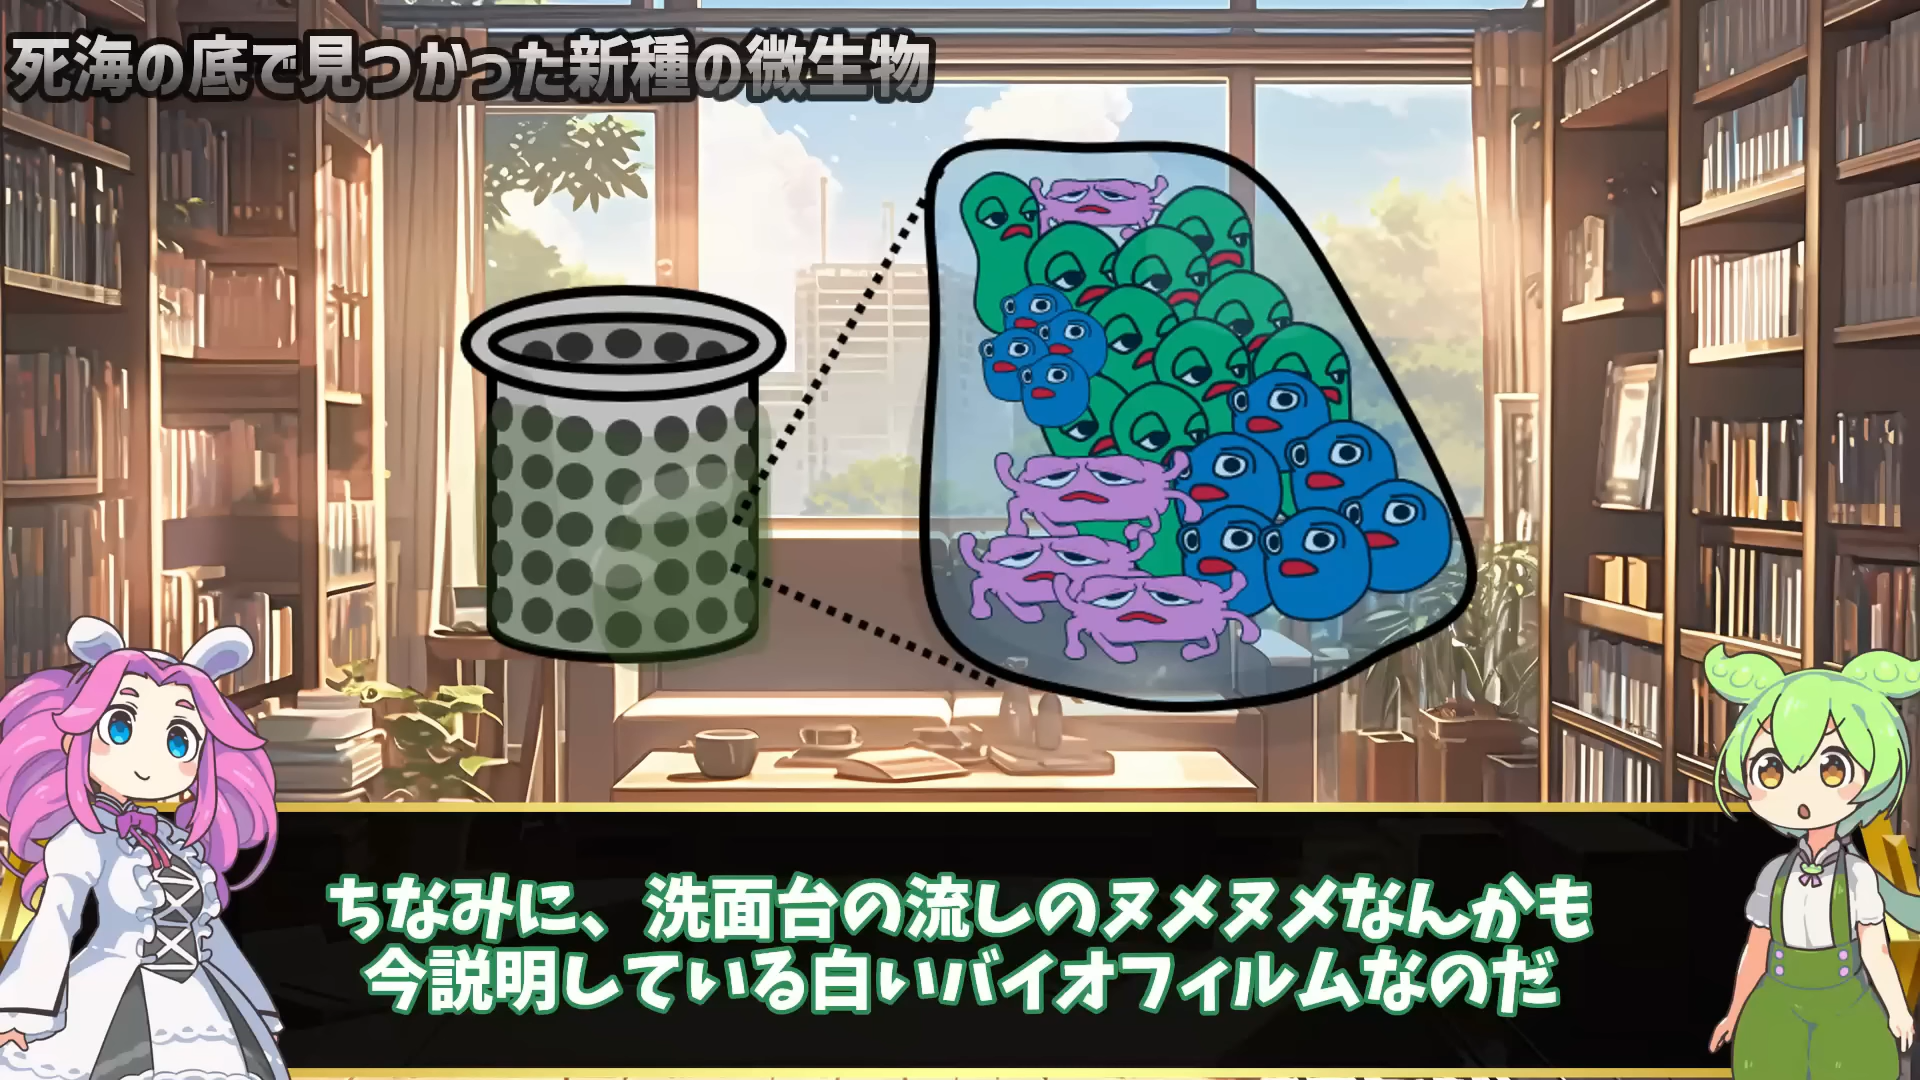 死海の底で見つかった新種の微生物
ちなみに、洗面台の流しのヌメヌメなんかも
今説明している白いバイオフィルムなのだ